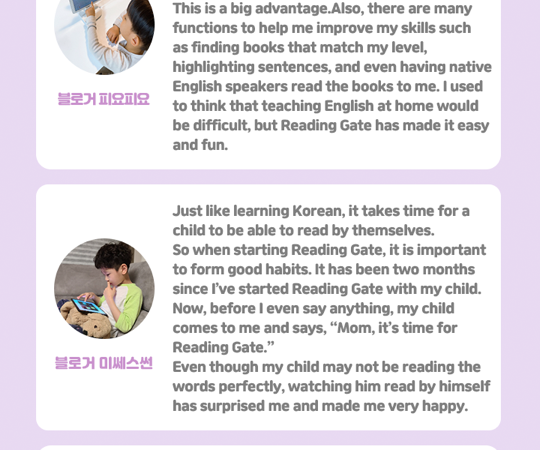 This is a big advantage.Also, there are many
functions to help me improve my skills such
as finding books that match my level,
highlighting sentences, and even having native
English speakers read the books to me. I used
to think that teaching English at home would
be difficult, but Reading Gate has made it easy
and fun.
블로거 피요피요
Just like learning Korean, it takes time for a
child to be able to read by themselves.
So when starting Reading Gate, it is important
to form good habits. It has been two months
since I’ve started Reading Gate with my child.
Now, before I even say anything, my child
comes to me and says, “Mom, it’s time for
Reading Gate.”
Even though my child may not be reading the
words perfectly, watching him read by himself
has surprised me and made me very happy.
블로거 미쎄스썬